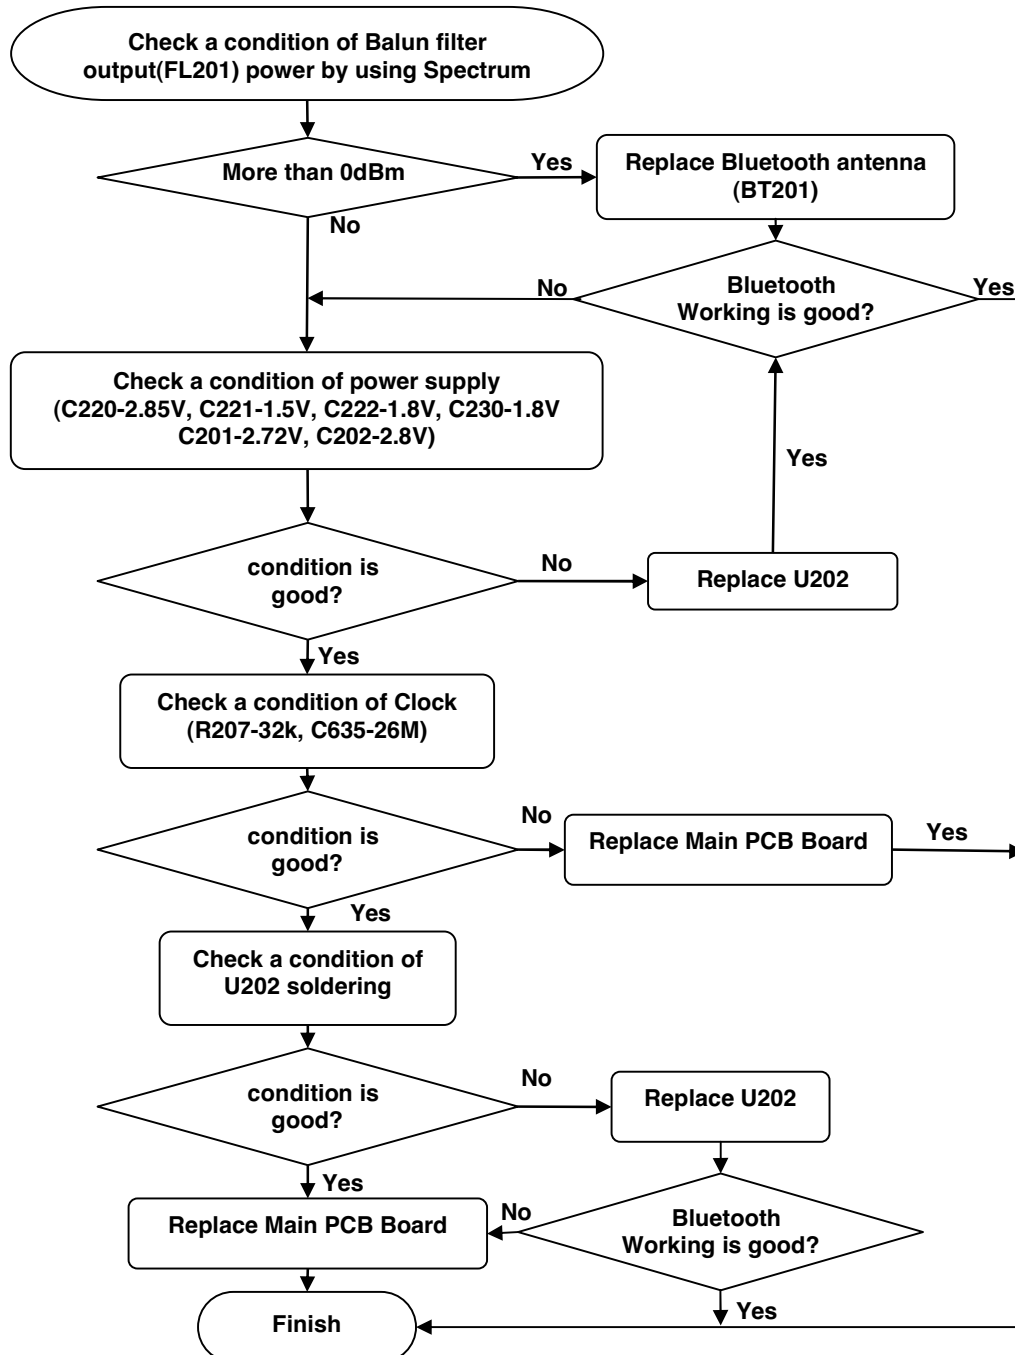 Check a condition of Balun filter
output(FL201) power by using Spectrum
More than 0dBm
Yes
Replace Bluetooth antenna
(BT201)
No
No
Bluetooth
Working is good?
Yes
Check a condition of power supply
(C220-2.85V, C221-1.5V, C222-1.8V, C230-1.8V
C201-2.72V, C202-2.8V)
Yes
condition is
good?
No
Replace U202
Yes
Check a condition of Clock
(R207-32k, C635-26M)
condition is
good?
No
Replace Main PCB Board
Yes
Yes
Check a condition of
U202 soldering
condition is
good?
No
Replace U202
Yes
Replace Main PCB Board
No
Bluetooth
Working is good?
Yes
Finish